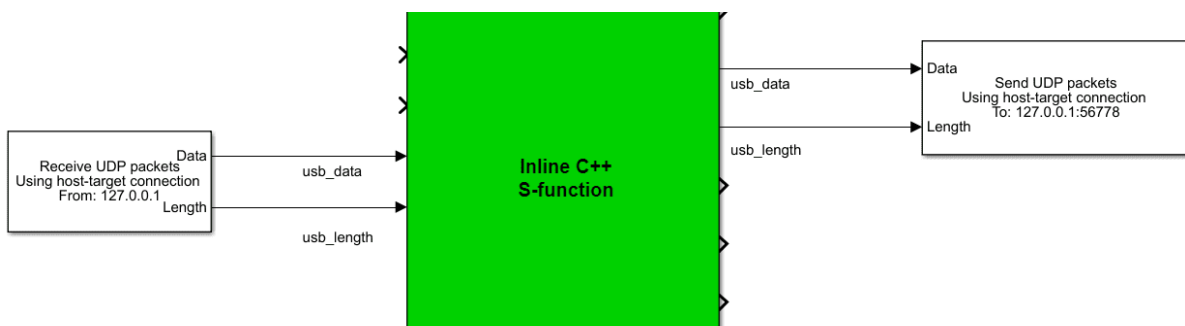 Receive UDP packets
Using host-target connection
From: 127.0.0.1
Data
Length
usb_data
usb_length
Inline C++
S-function
usb_data
usb_length
Data
Length
Send UDP packets
Using host-target connection
To: 127.0.0.1:56778